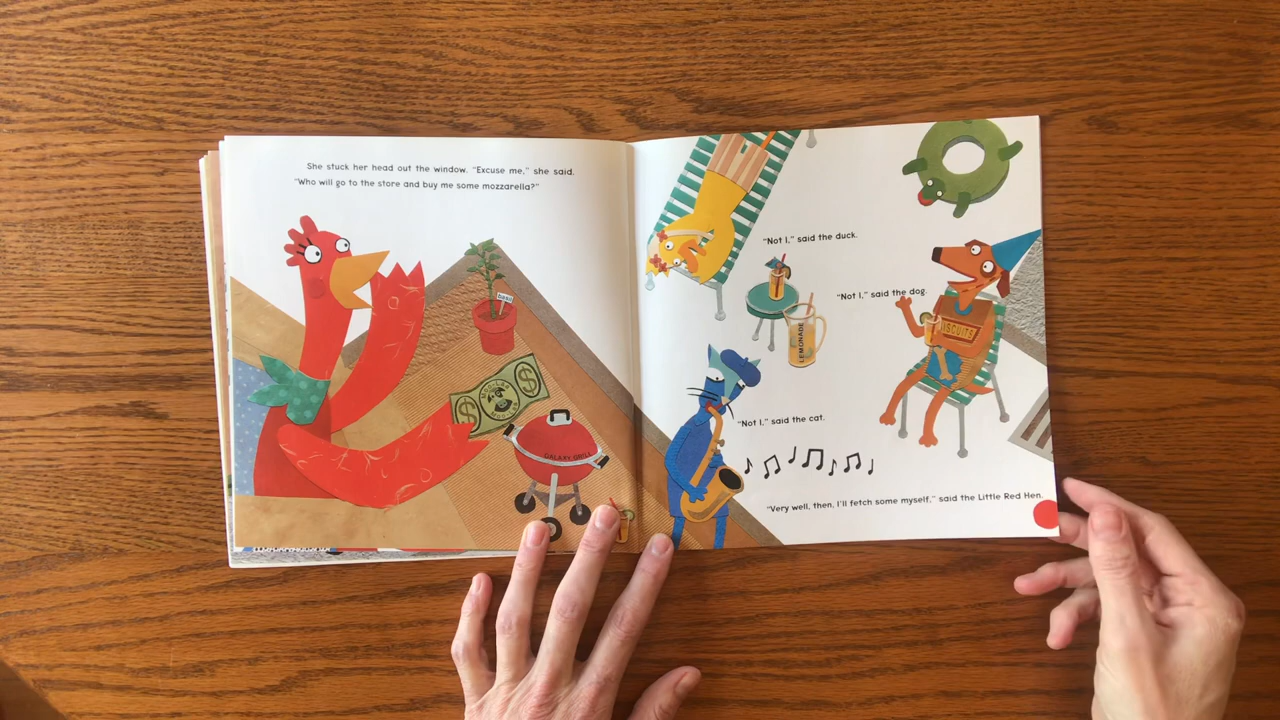 She stuck her head out the window. "Excuse me," she said.
"Who will go to the store and buy me some mozzarella?"
basil
GALAXY GRILL
"Not I," said the duck.
"Not I," said the dog.
BISCUITS
LEMONADE
"Not I," said the cat.
"Very well, then, I'll fetch some myself," said the Little Red Hen.